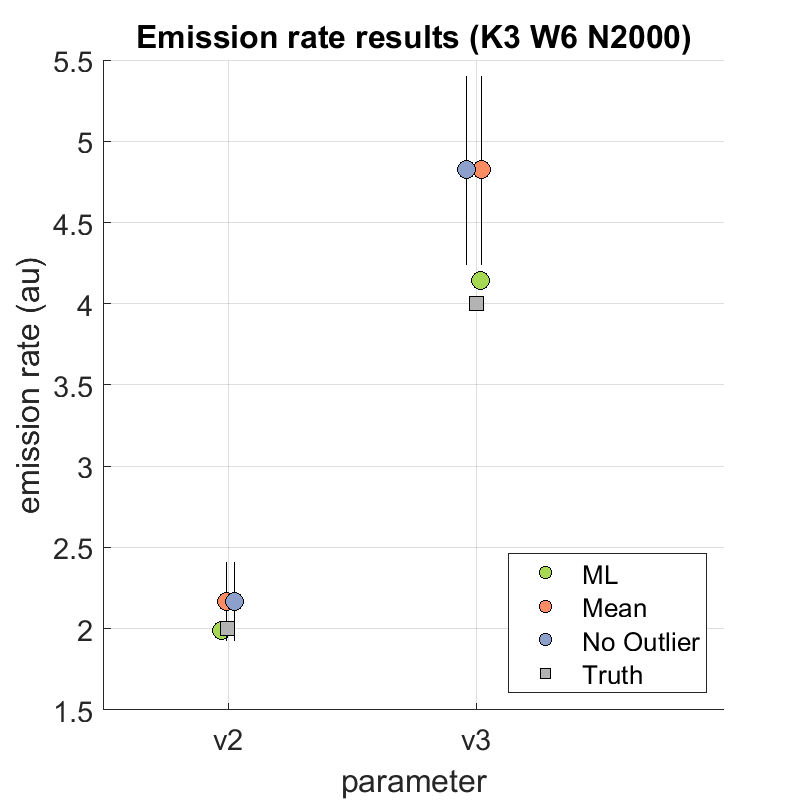 Emission rate results (K3 W6 N2000)
5.5
5
4.5
4
3.5
3
2.5
2
1.5
emission rate (au)
v2 v3
parameter
ML
Mean
No Outlier
Truth